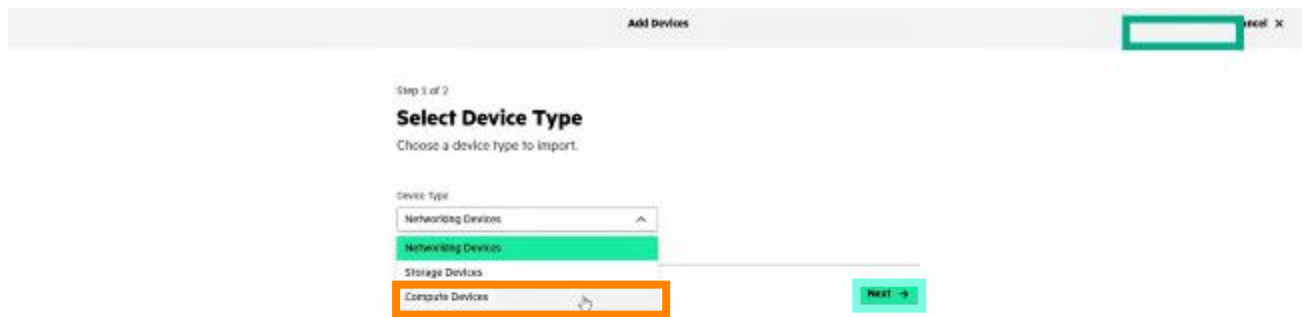 Add Devices
ancel ×
Step 1 of 2
Select Device Type
Choose a device type to import.
Device Type
Networking Devices
Networking Devices
Storage Devices
Compute Devices
Next →